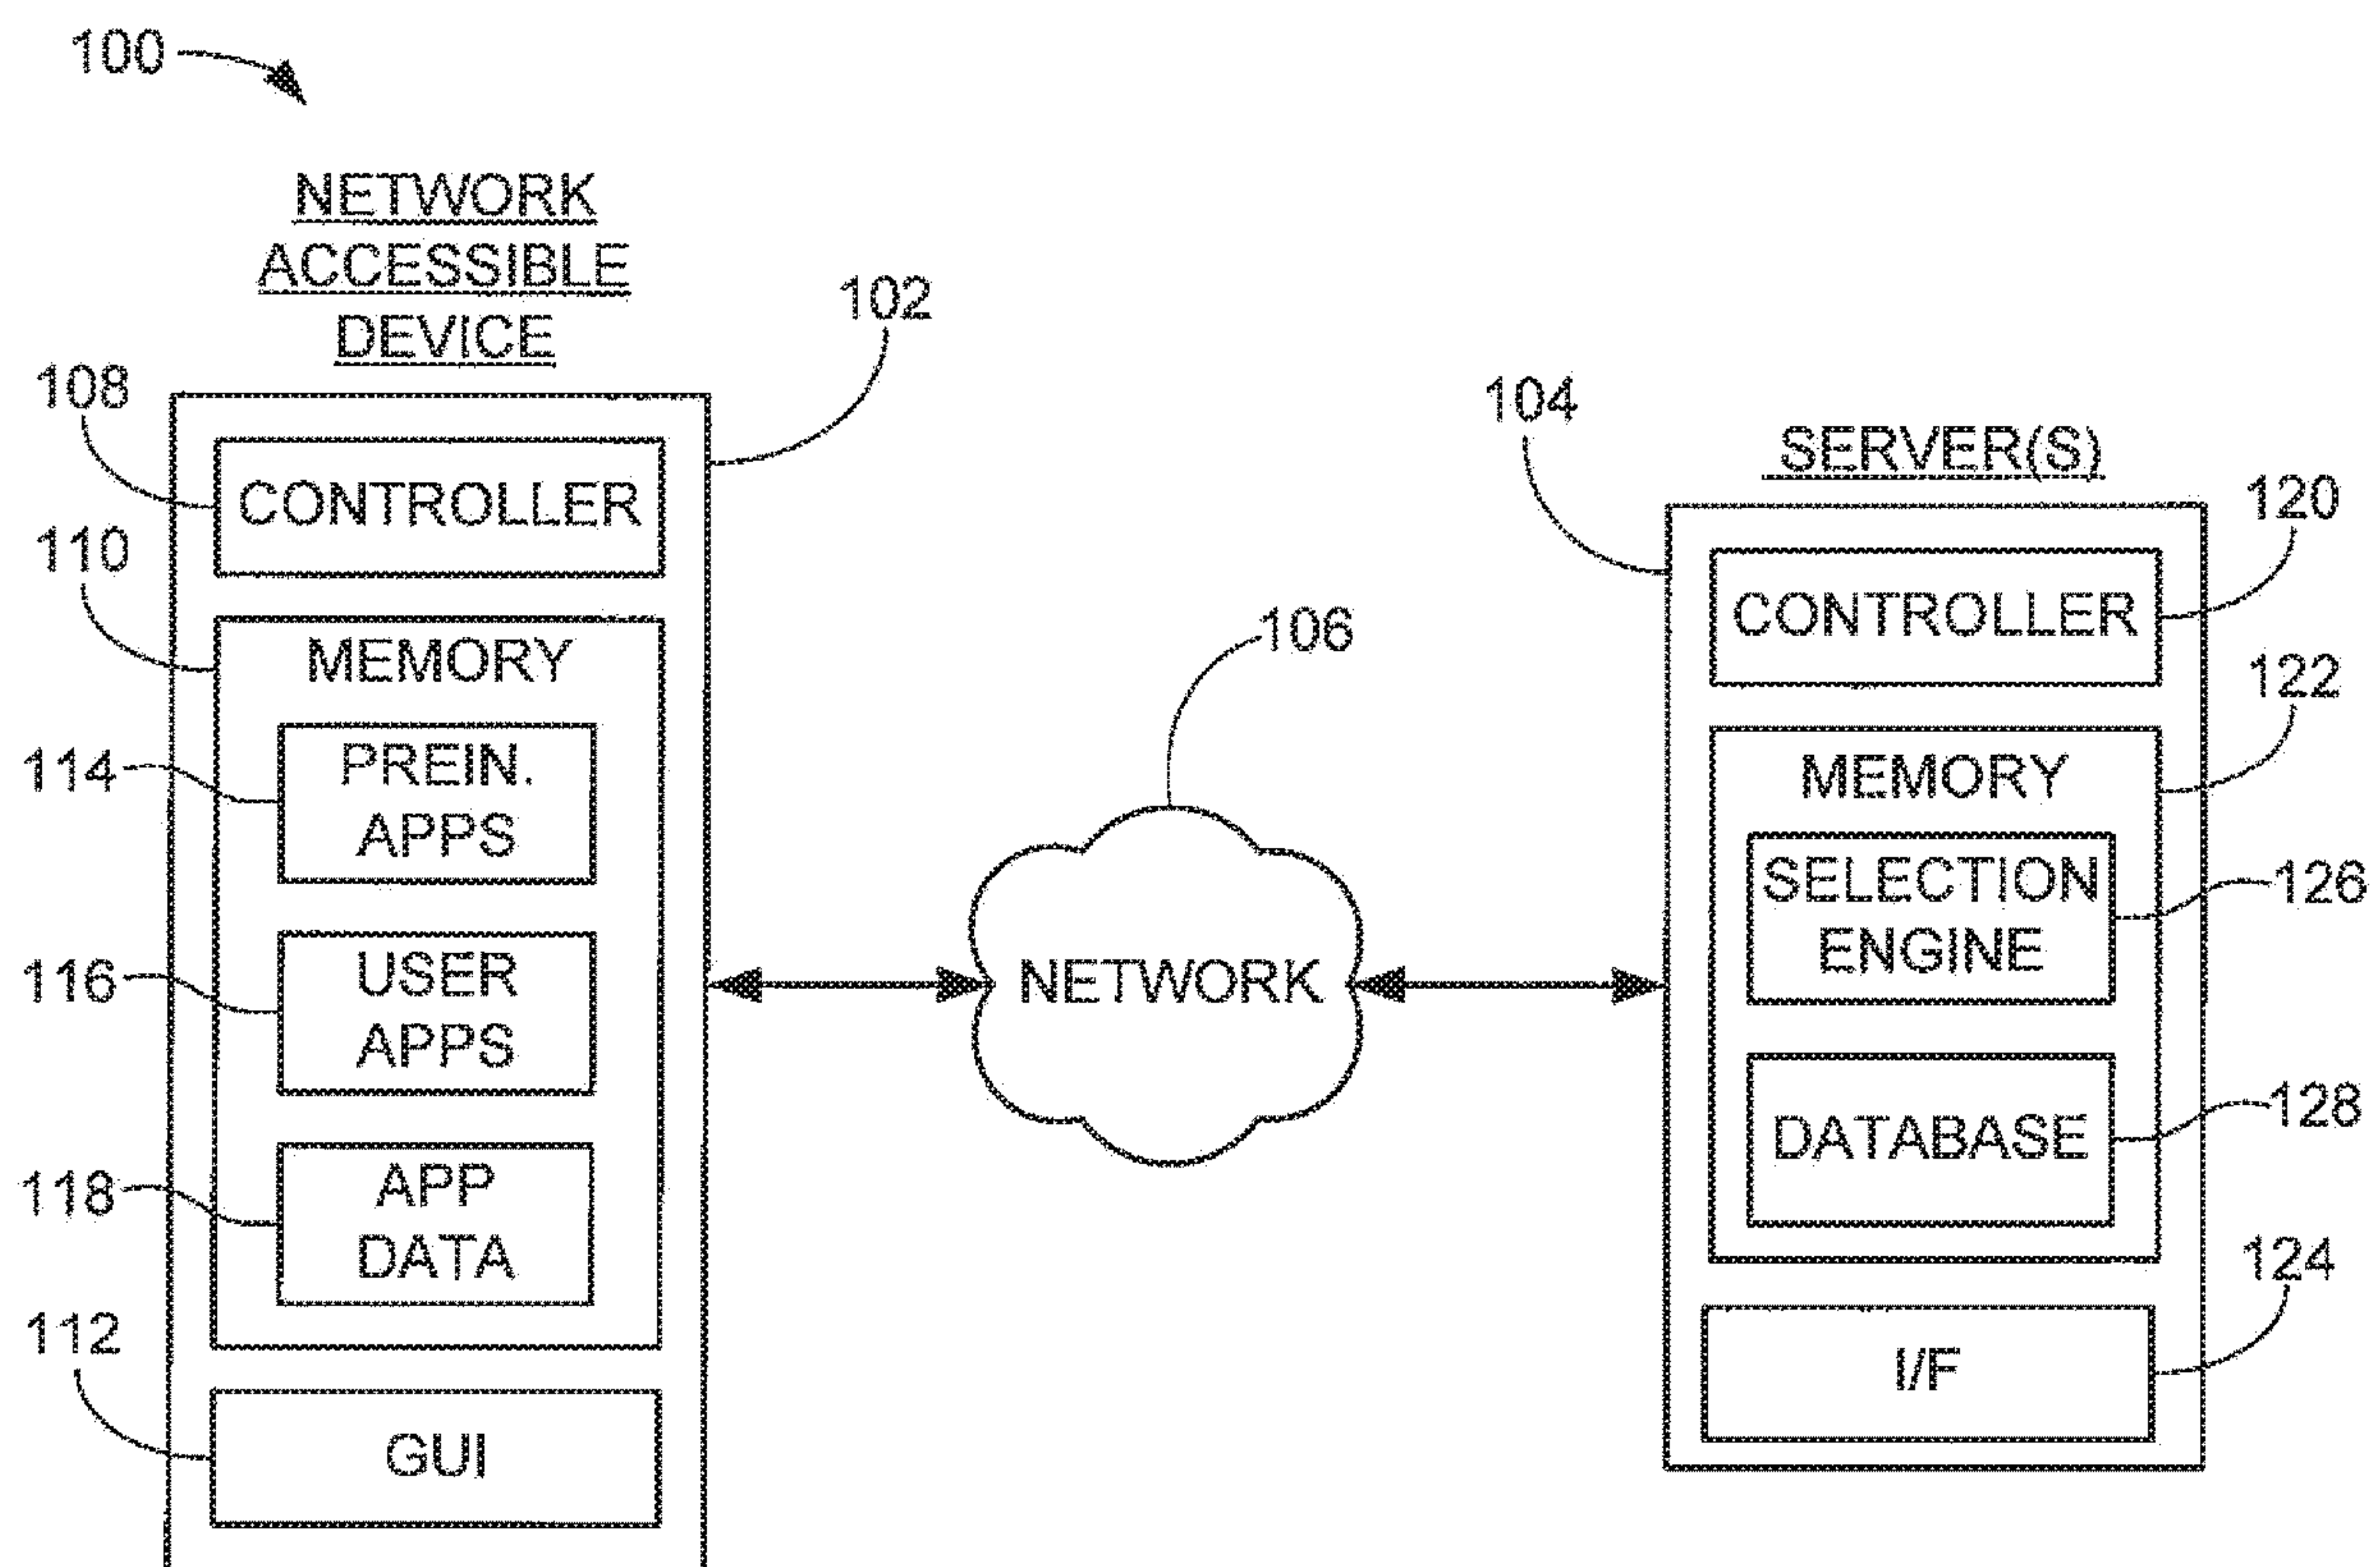 100
NETWORK
ACCESSIBLE
DEVICE
102
108
CONTROLLER
110
MEMORY
114
PREIN.
APPS
116
USER
APPS
118
APP
DATA
112
GUI
106
NETWORK
104
SERVER(S)
120
CONTROLLER
122
MEMORY
SELECTION
ENGINE
126
DATABASE
128
124
I/F